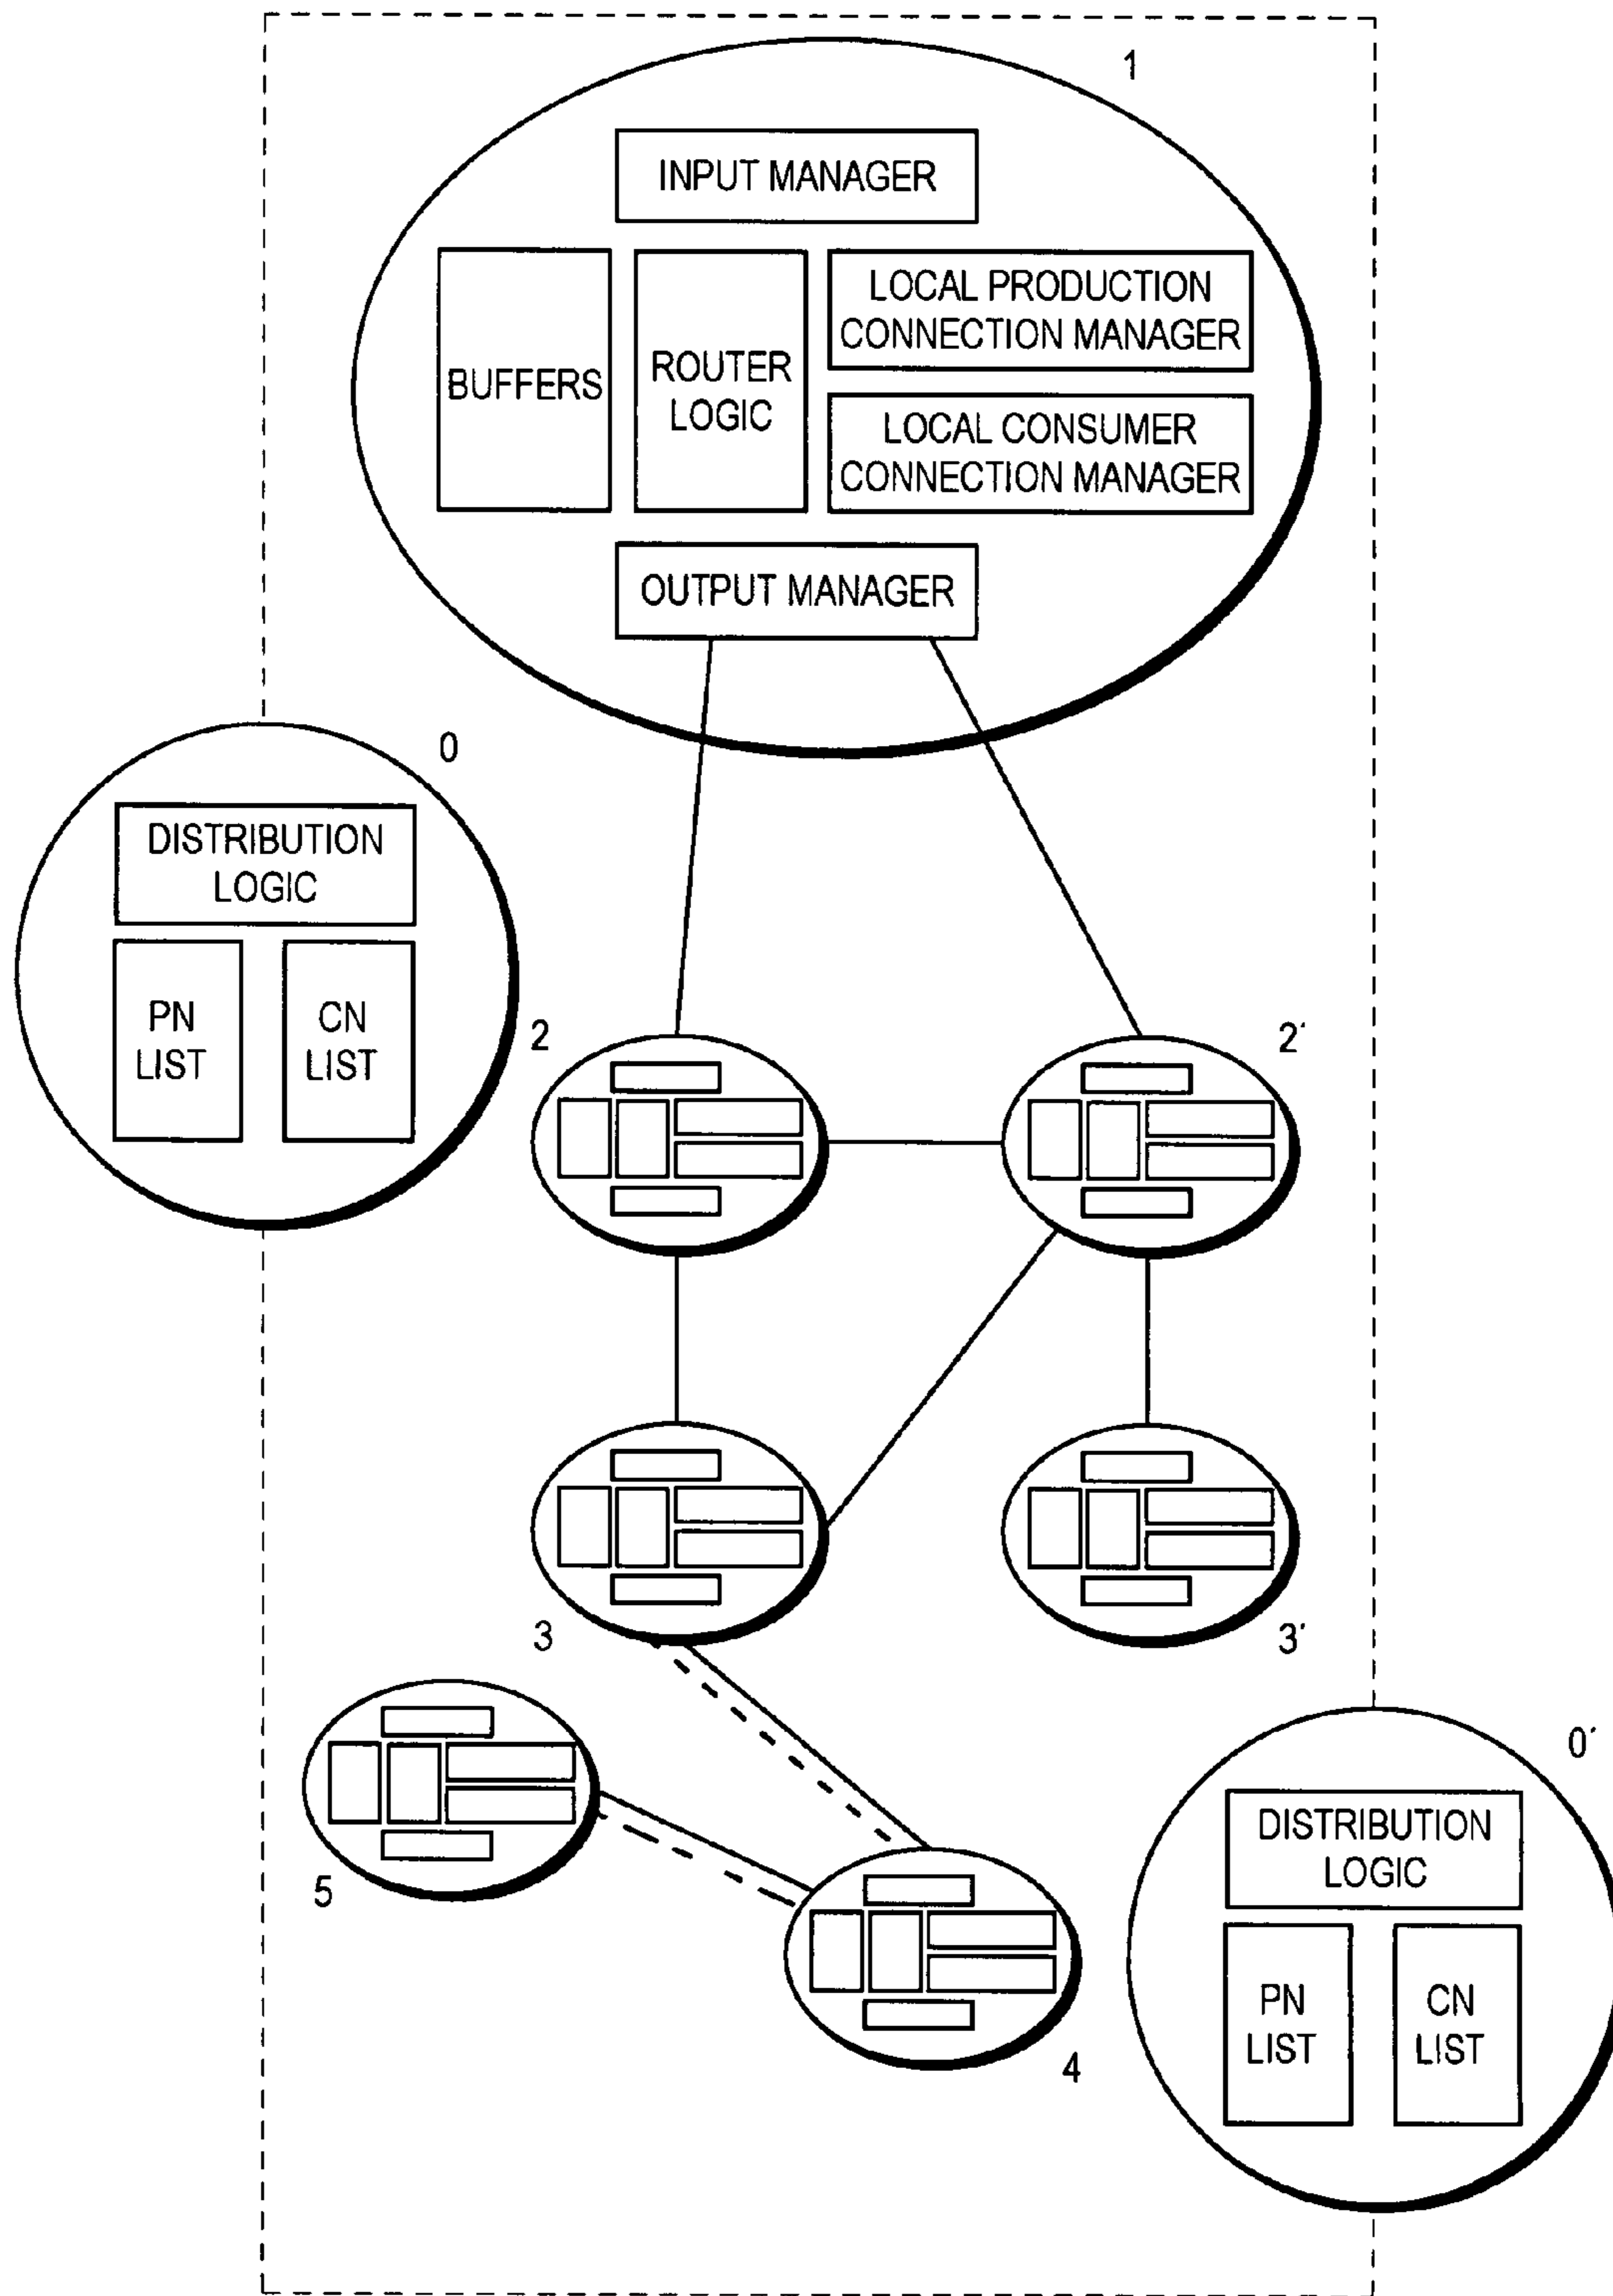 1
INPUT MANAGER
BUFFERS
ROUTER
LOGIC
LOCAL PRODUCTION
CONNECTION MANAGER
LOCAL CONSUMER
CONNECTION MANAGER
OUTPUT MANAGER
0
DISTRIBUTION
LOGIC
PN
LIST
CN
LIST
2
2'
3
3'
5
4
0'
DISTRIBUTION
LOGIC
PN
LIST
CN
LIST